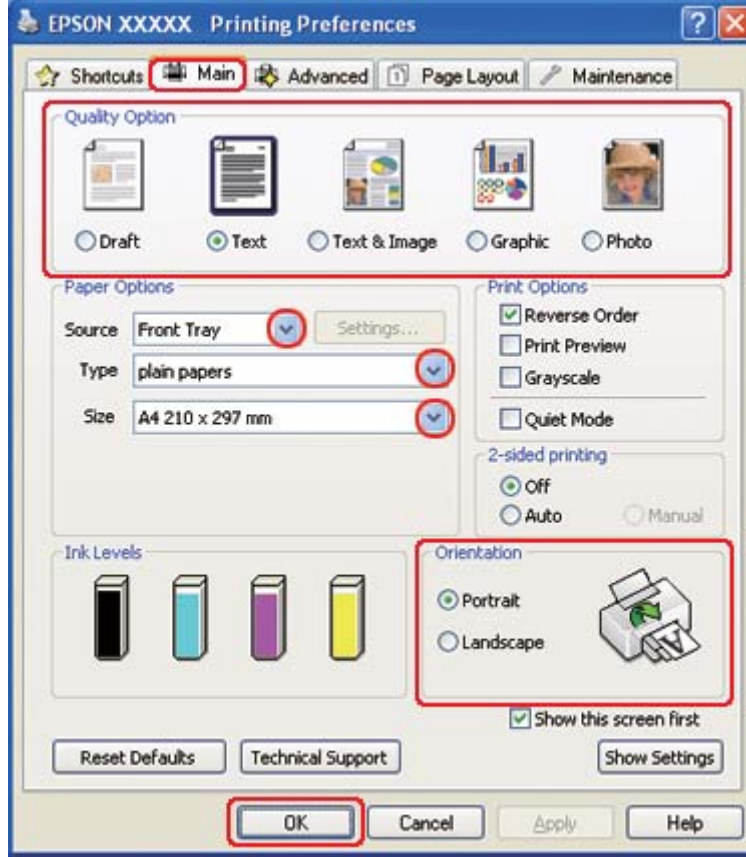 EPSON XXXXX Printing Preferences
Shortcuts Main Advanced Page Layout Maintenance
Quality Option
Draft Text Text & Image Graphic Photo
Paper Options
Source Front Tray Settings...
Type plain papers
Size A4 210 x 297 mm
Print Options
Reverse Order
Print Preview
Grayscale
Quiet Mode
2-sided printing
Off
Auto Manual
Ink Levels
Orientation
Portrait
Landscape
Show this screen first
Reset Defaults Technical Support Show Settings
OK Cancel Apply Help